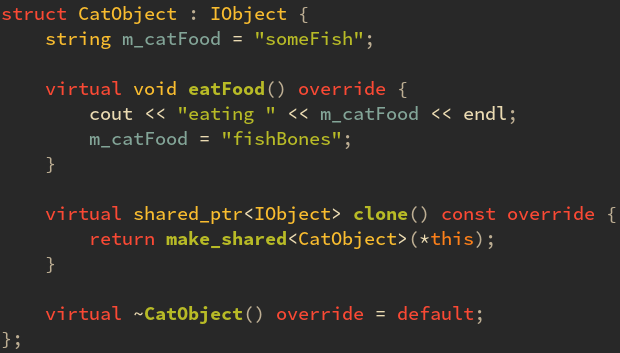 struct CatObject : IObject {
    string m_catFood = "someFish";

    virtual void eatFood() override {
        cout << "eating " << m_catFood << endl;
        m_catFood = "fishBones";
    }

    virtual shared_ptr<IObject> clone() const override {
        return make_shared<CatObject>(*this);
    }

    virtual ~CatObject() override = default;
};